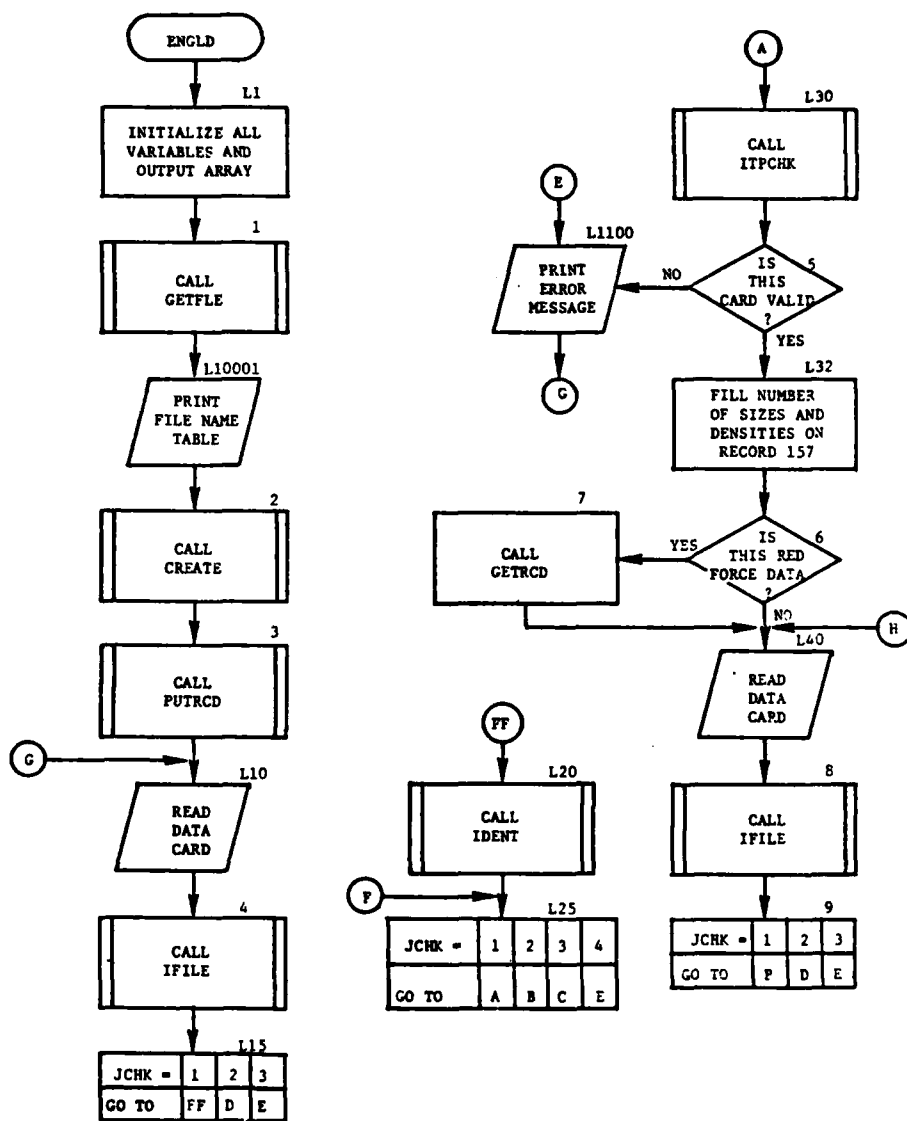 ENGLD
L1
INITIALIZE ALL
VARIABLES AND
OUTPUT ARRAY
1
CALL
GETFLE
L10001
PRINT
FILE NAME
TABLE
2
CALL
CREATE
3
CALL
PUTRCD
G
L10
READ
DATA
CARD
4
CALL
IFILE
L15
JCHK = 1 2 3
GO TO FF D E
E
L1100
PRINT
ERROR
MESSAGE
G
A
L30
CALL
ITPCHK
5
IS
THIS
CARD VALID
?
NO
YES
L32
FILL NUMBER
OF SIZES AND
DENSITIES ON
RECORD 157
6
IS
THIS RED
FORCE DATA
?
YES
NO
7
CALL
GETRCD
H
L40
READ
DATA
CARD
8
CALL
IFILE
9
JCHK = 1 2 3
GO TO F D E
FF
L20
CALL
IDENT
F
L25
JCHK = 1 2 3 4
GO TO A B C E